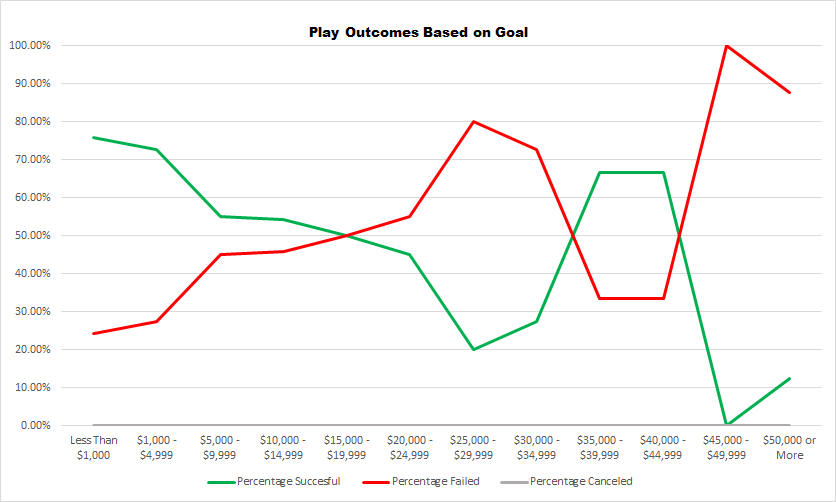 Play Outcomes Based on Goal
100.00%
90.00%
80.00%
70.00%
60.00%
50.00%
40.00%
30.00%
20.00%
10.00%
0.00%
Less Than $1,000
$1,000 - $4,999
$5,000 - $9,999
$10,000 - $14,999
$15,000 - $19,999
$20,000 - $24,999
$25,000 - $29,999
$30,000 - $34,999
$35,000 - $39,999
$40,000 - $44,999
$45,000 - $49,999
$50,000 or More
Percentage Succesful
Percentage Failed
Percentage Canceled